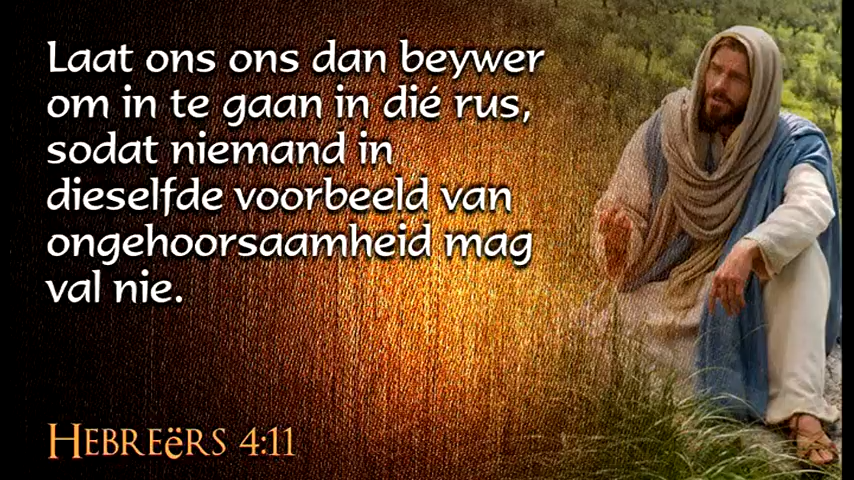 Laat ons ons dan beywer
om in te gaan in dié rus,
sodat niemand in
dieselfde voorbeeld van
ongehoorsaamheid mag
val nie.
Hebreërs 4:11